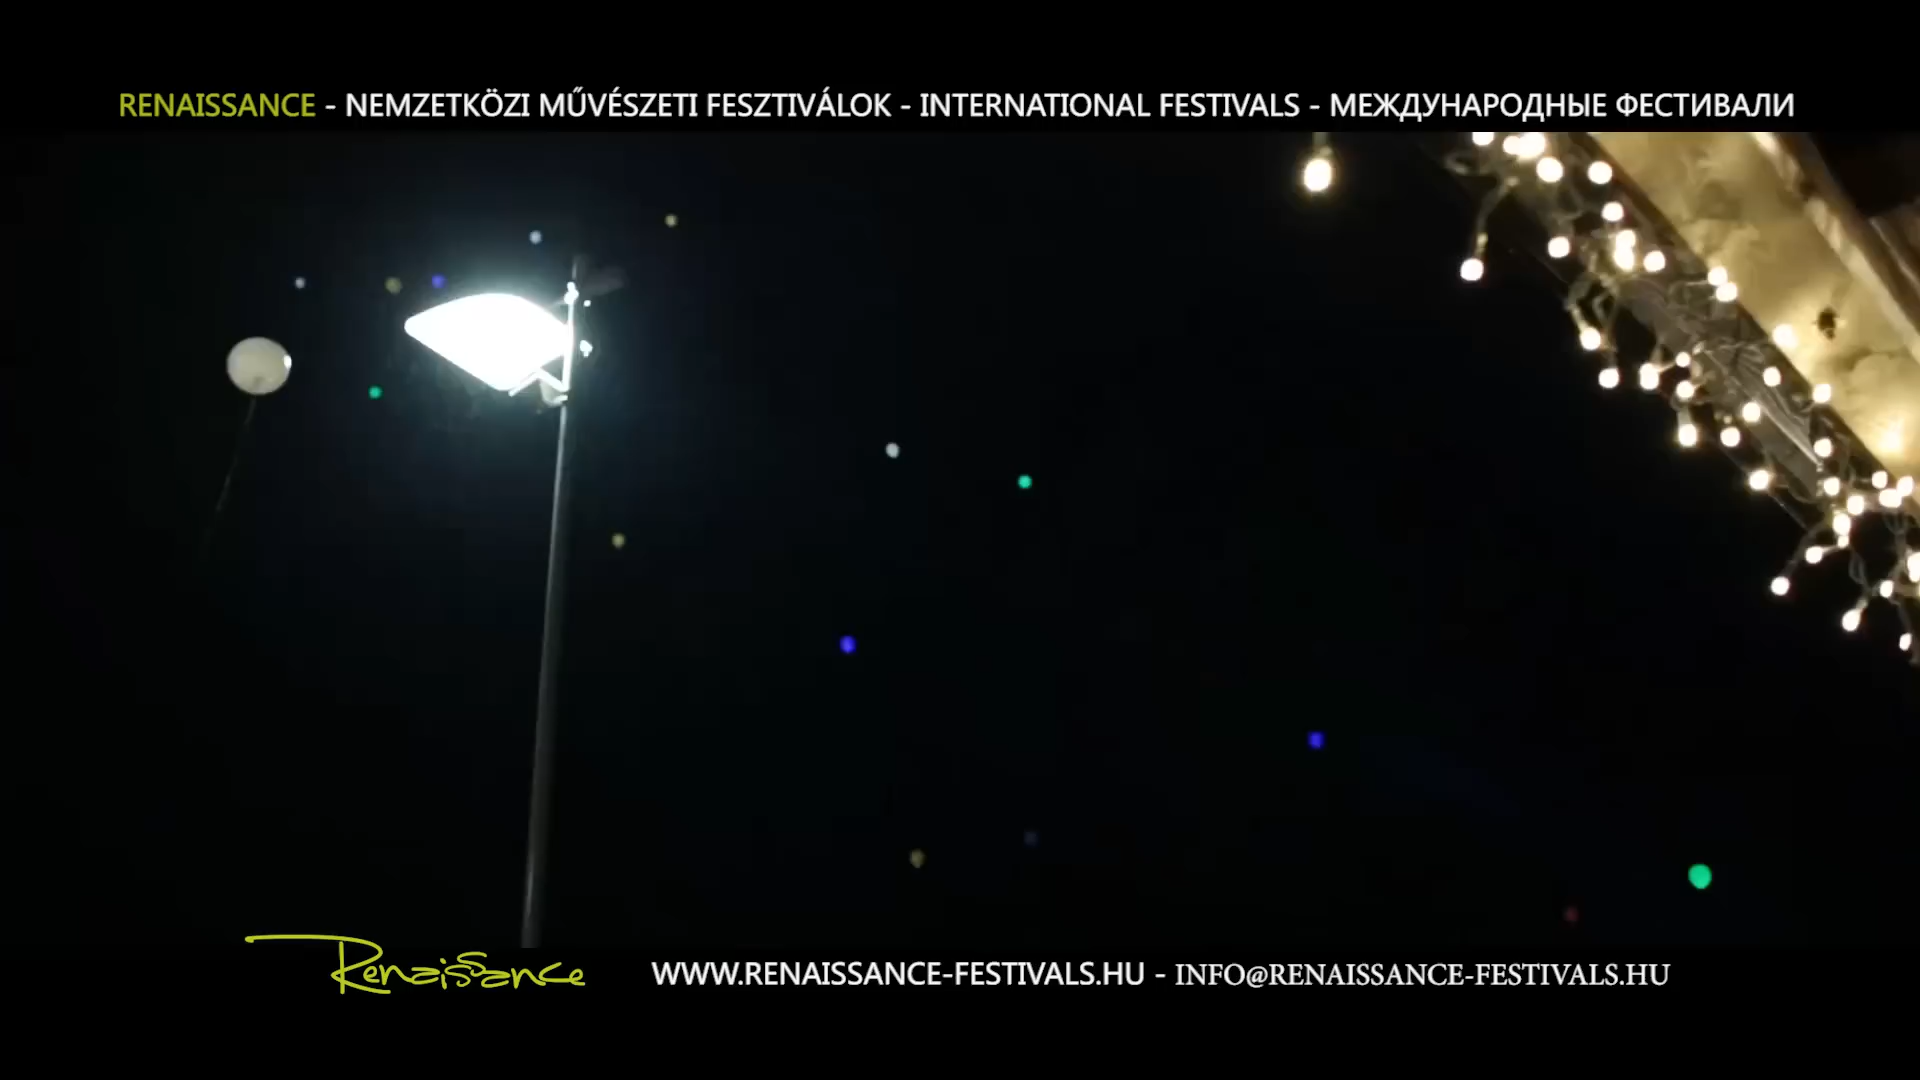 RENAISSANCE - NEMZETKÖZI MŰVÉSZETI FESZTIVÁLOK - INTERNATIONAL FESTIVALS - МЕЖДУНАРОДНЫЕ ФЕСТИВАЛИ
Renaissance WWW.RENAISSANCE-FESTIVALS.HU - INFO@RENAISSANCE-FESTIVALS.HU